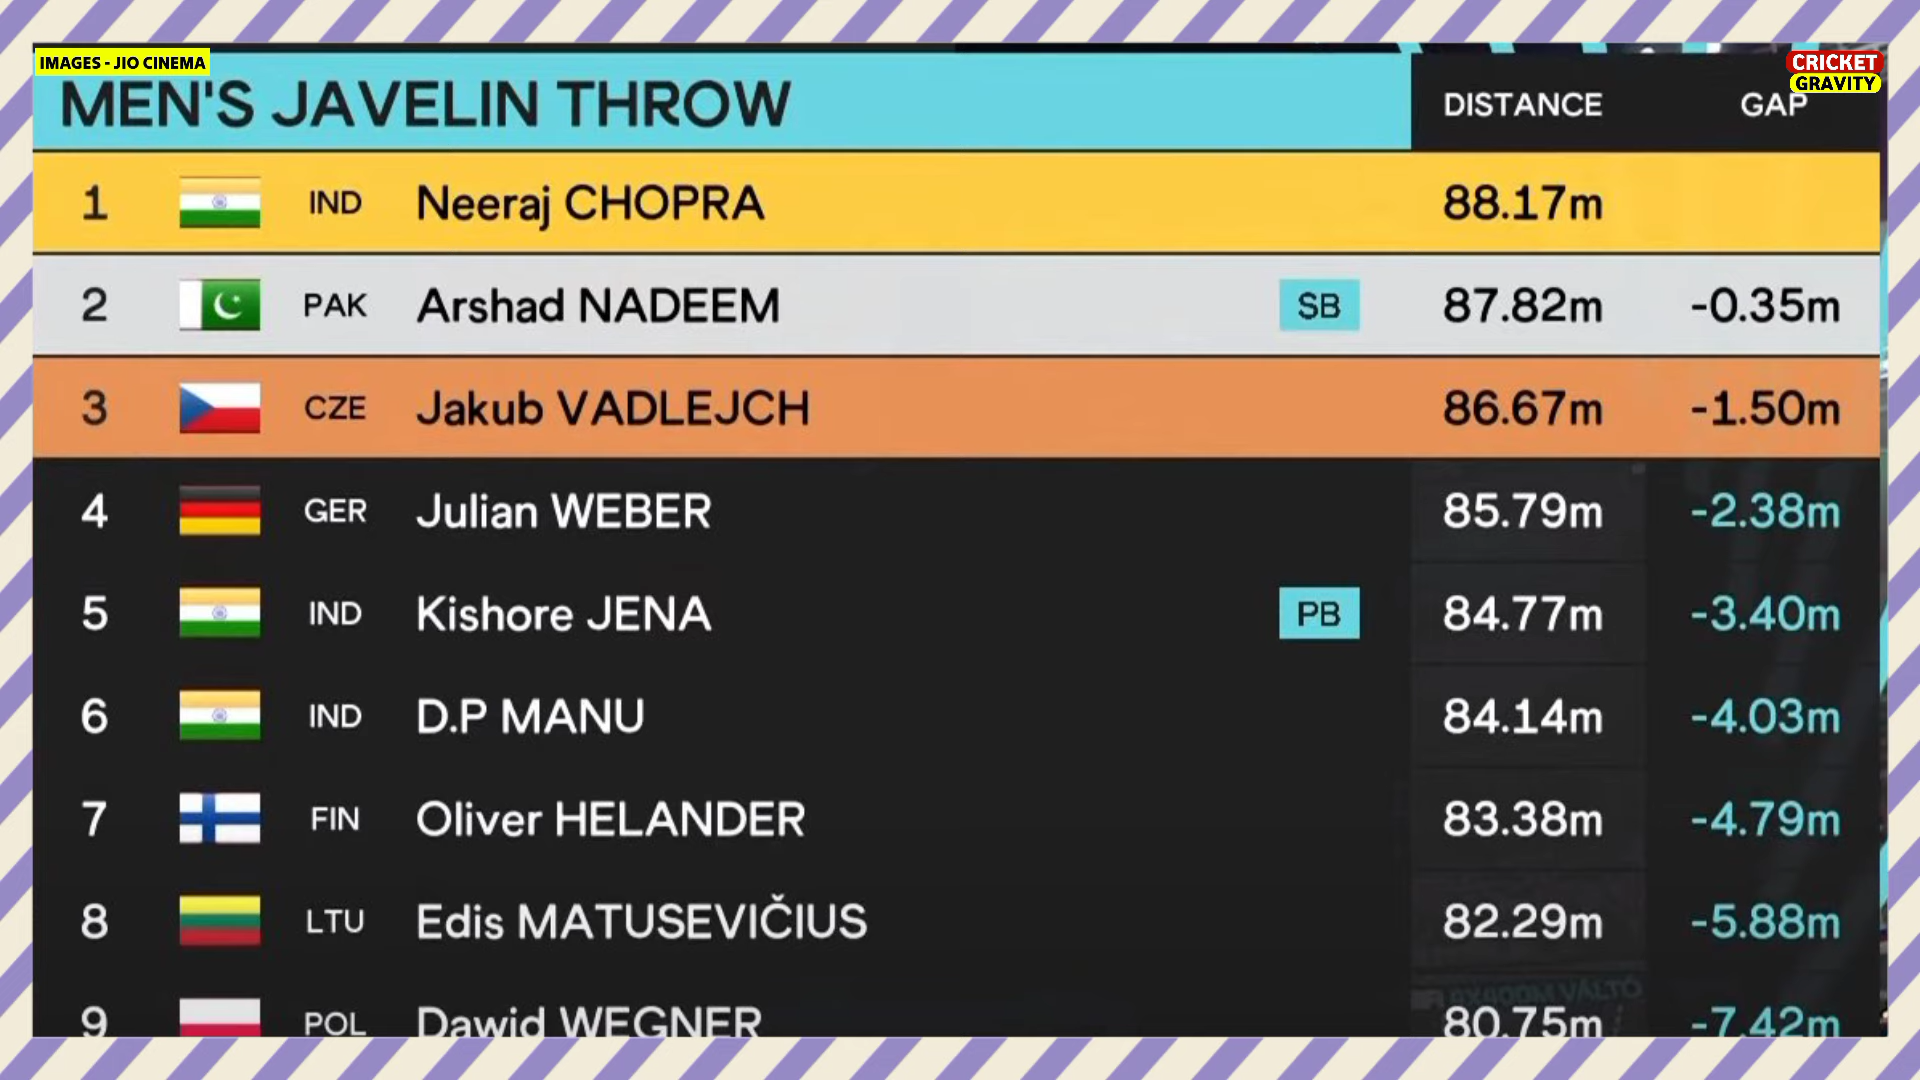 IMAGES - JIO CINEMA
CRICKET
GRAVITY
MEN'S JAVELIN THROW DISTANCE GAP
1 IND Neeraj CHOPRA 88.17m
2 PAK Arshad NADEEM SB 87.82m -0.35m
3 CZE Jakub VADLEJCH 86.67m -1.50m
4 GER Julian WEBER 85.79m -2.38m
5 IND Kishore JENA PB 84.77m -3.40m
6 IND D.P MANU 84.14m -4.03m
7 FIN Oliver HELANDER 83.38m -4.79m
8 LTU Edis MATUSEVIČIUS 82.29m -5.88m
9 POL Dawid WEGNER 80.75m -7.42m